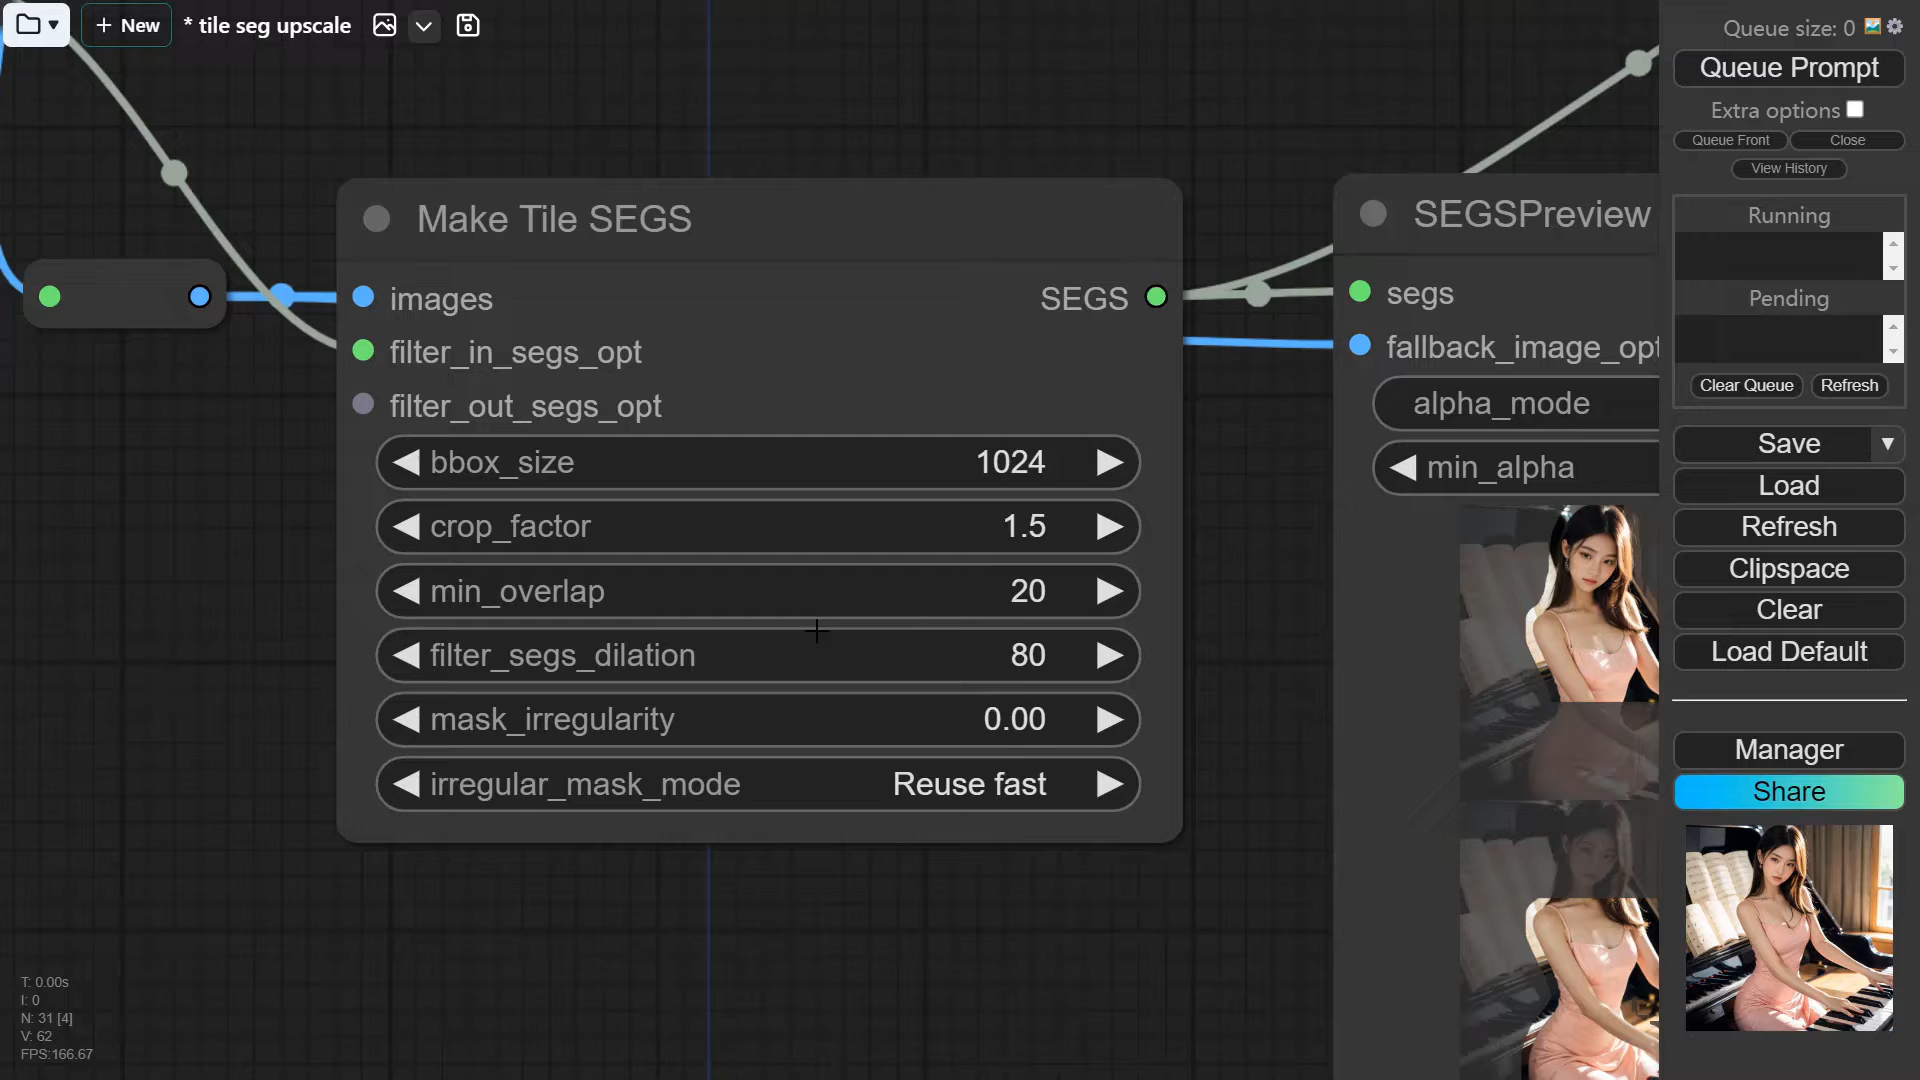 New
* tile seg upscale
Make Tile SEGS
images
SEGS
filter_in_segs_opt
filter_out_segs_opt
bbox_size 1024
crop_factor 1.5
min_overlap 20
filter_segs_dilation 80
mask_irregularity 0.00
irregular_mask_mode Reuse fast
SEGSPreview
segs
fallback_image_opt
alpha_mode
min_alpha
Queue size: 0
Queue Prompt
Extra options
Queue Front
Close
View History
Running
Pending
Clear Queue
Refresh
Save
Load
Refresh
Clipspace
Clear
Load Default
Manager
Share
T: 0.00s
I: 0
N: 31 [4]
V: 62
FPS:166.67